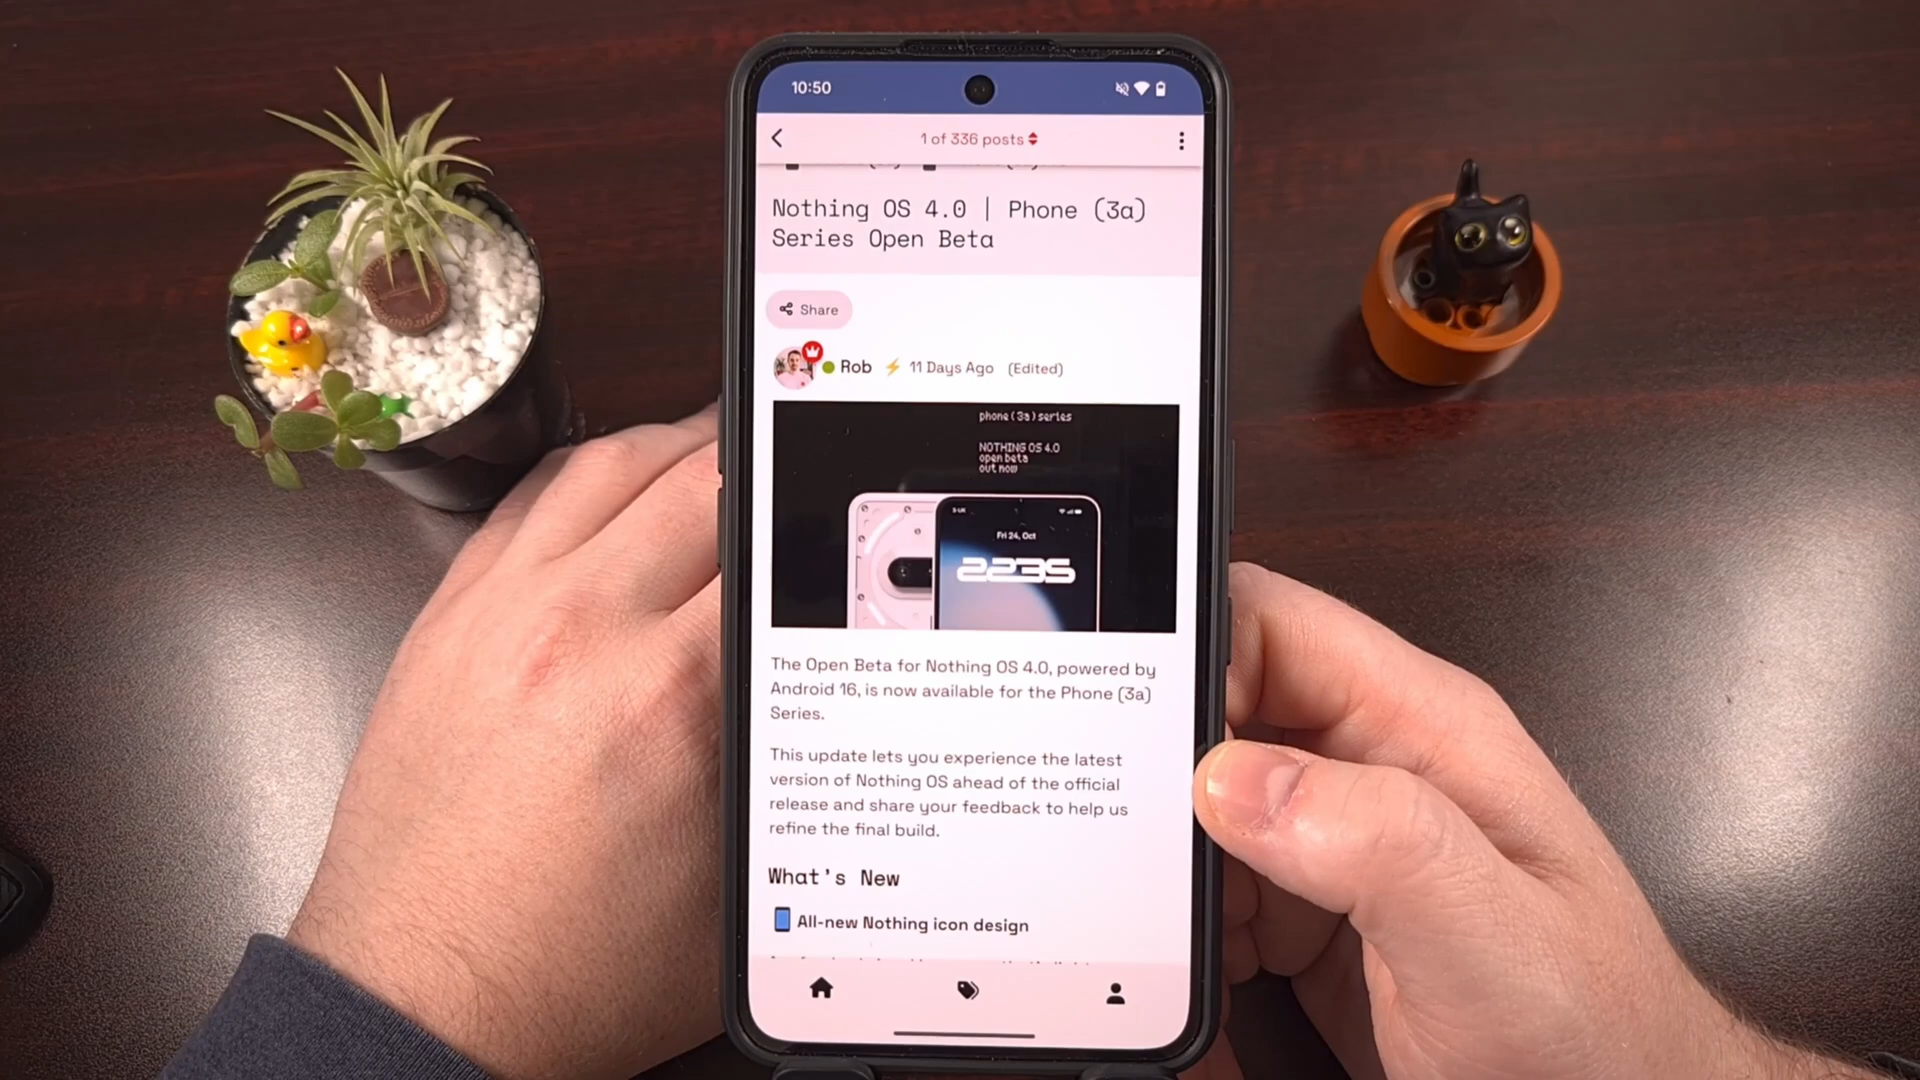 10:50
1 of 336 posts
Nothing OS 4.0 | Phone (3a)
Series Open Beta
Share
Rob ⚡ 11 Days Ago (Edited)
phone (3a) series
NOTHING OS 4.0
open beta
out now
Fri 24, Oct
The Open Beta for Nothing OS 4.0, powered by
Android 16, is now available for the Phone (3a)
Series.
This update lets you experience the latest
version of Nothing OS ahead of the official
release and share your feedback to help us
refine the final build.
What's New
All-new Nothing icon design